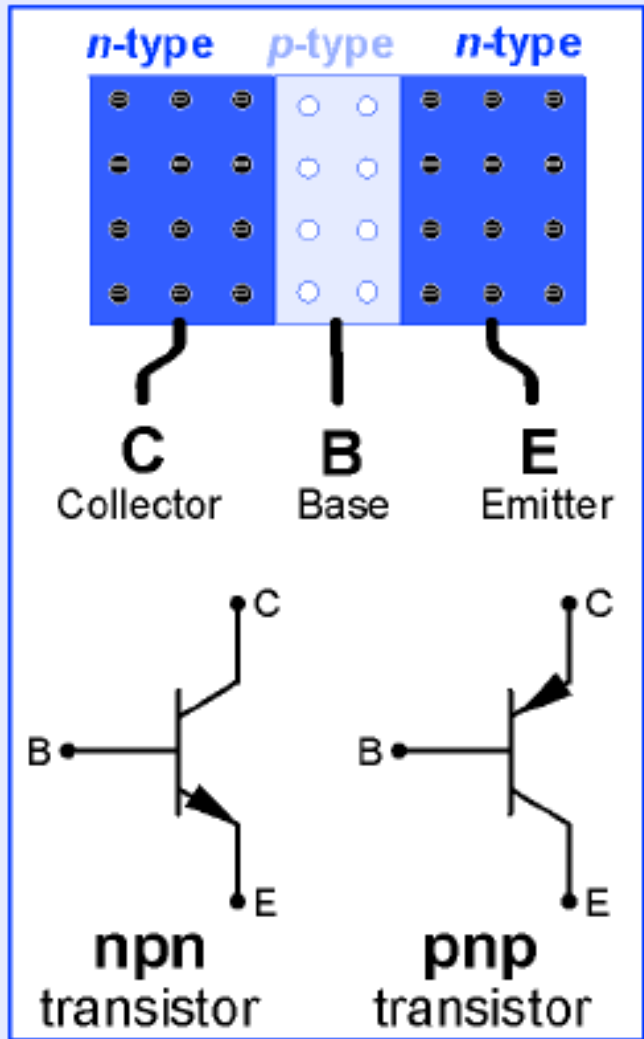 n-type p-type n-type
C B E
Collector Base Emitter
C C
B B
E E
npn pnp
transistor transistor